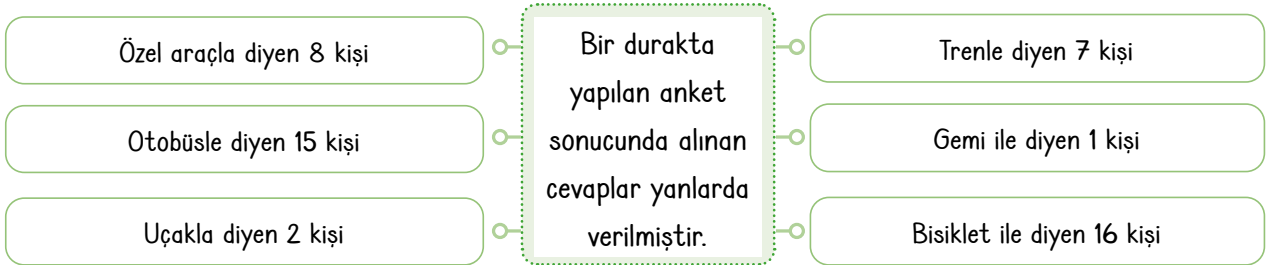 Özel araçla diyen 8 kişi
Otobüsle diyen 15 kişi
Uçakla diyen 2 kişi
Bir durakta
yapılan anket
sonucunda alınan
cevaplar yanlarda
verilmiştir.
Trenle diyen 7 kişi
Gemi ile diyen 1 kişi
Bisiklet ile diyen 16 kişi